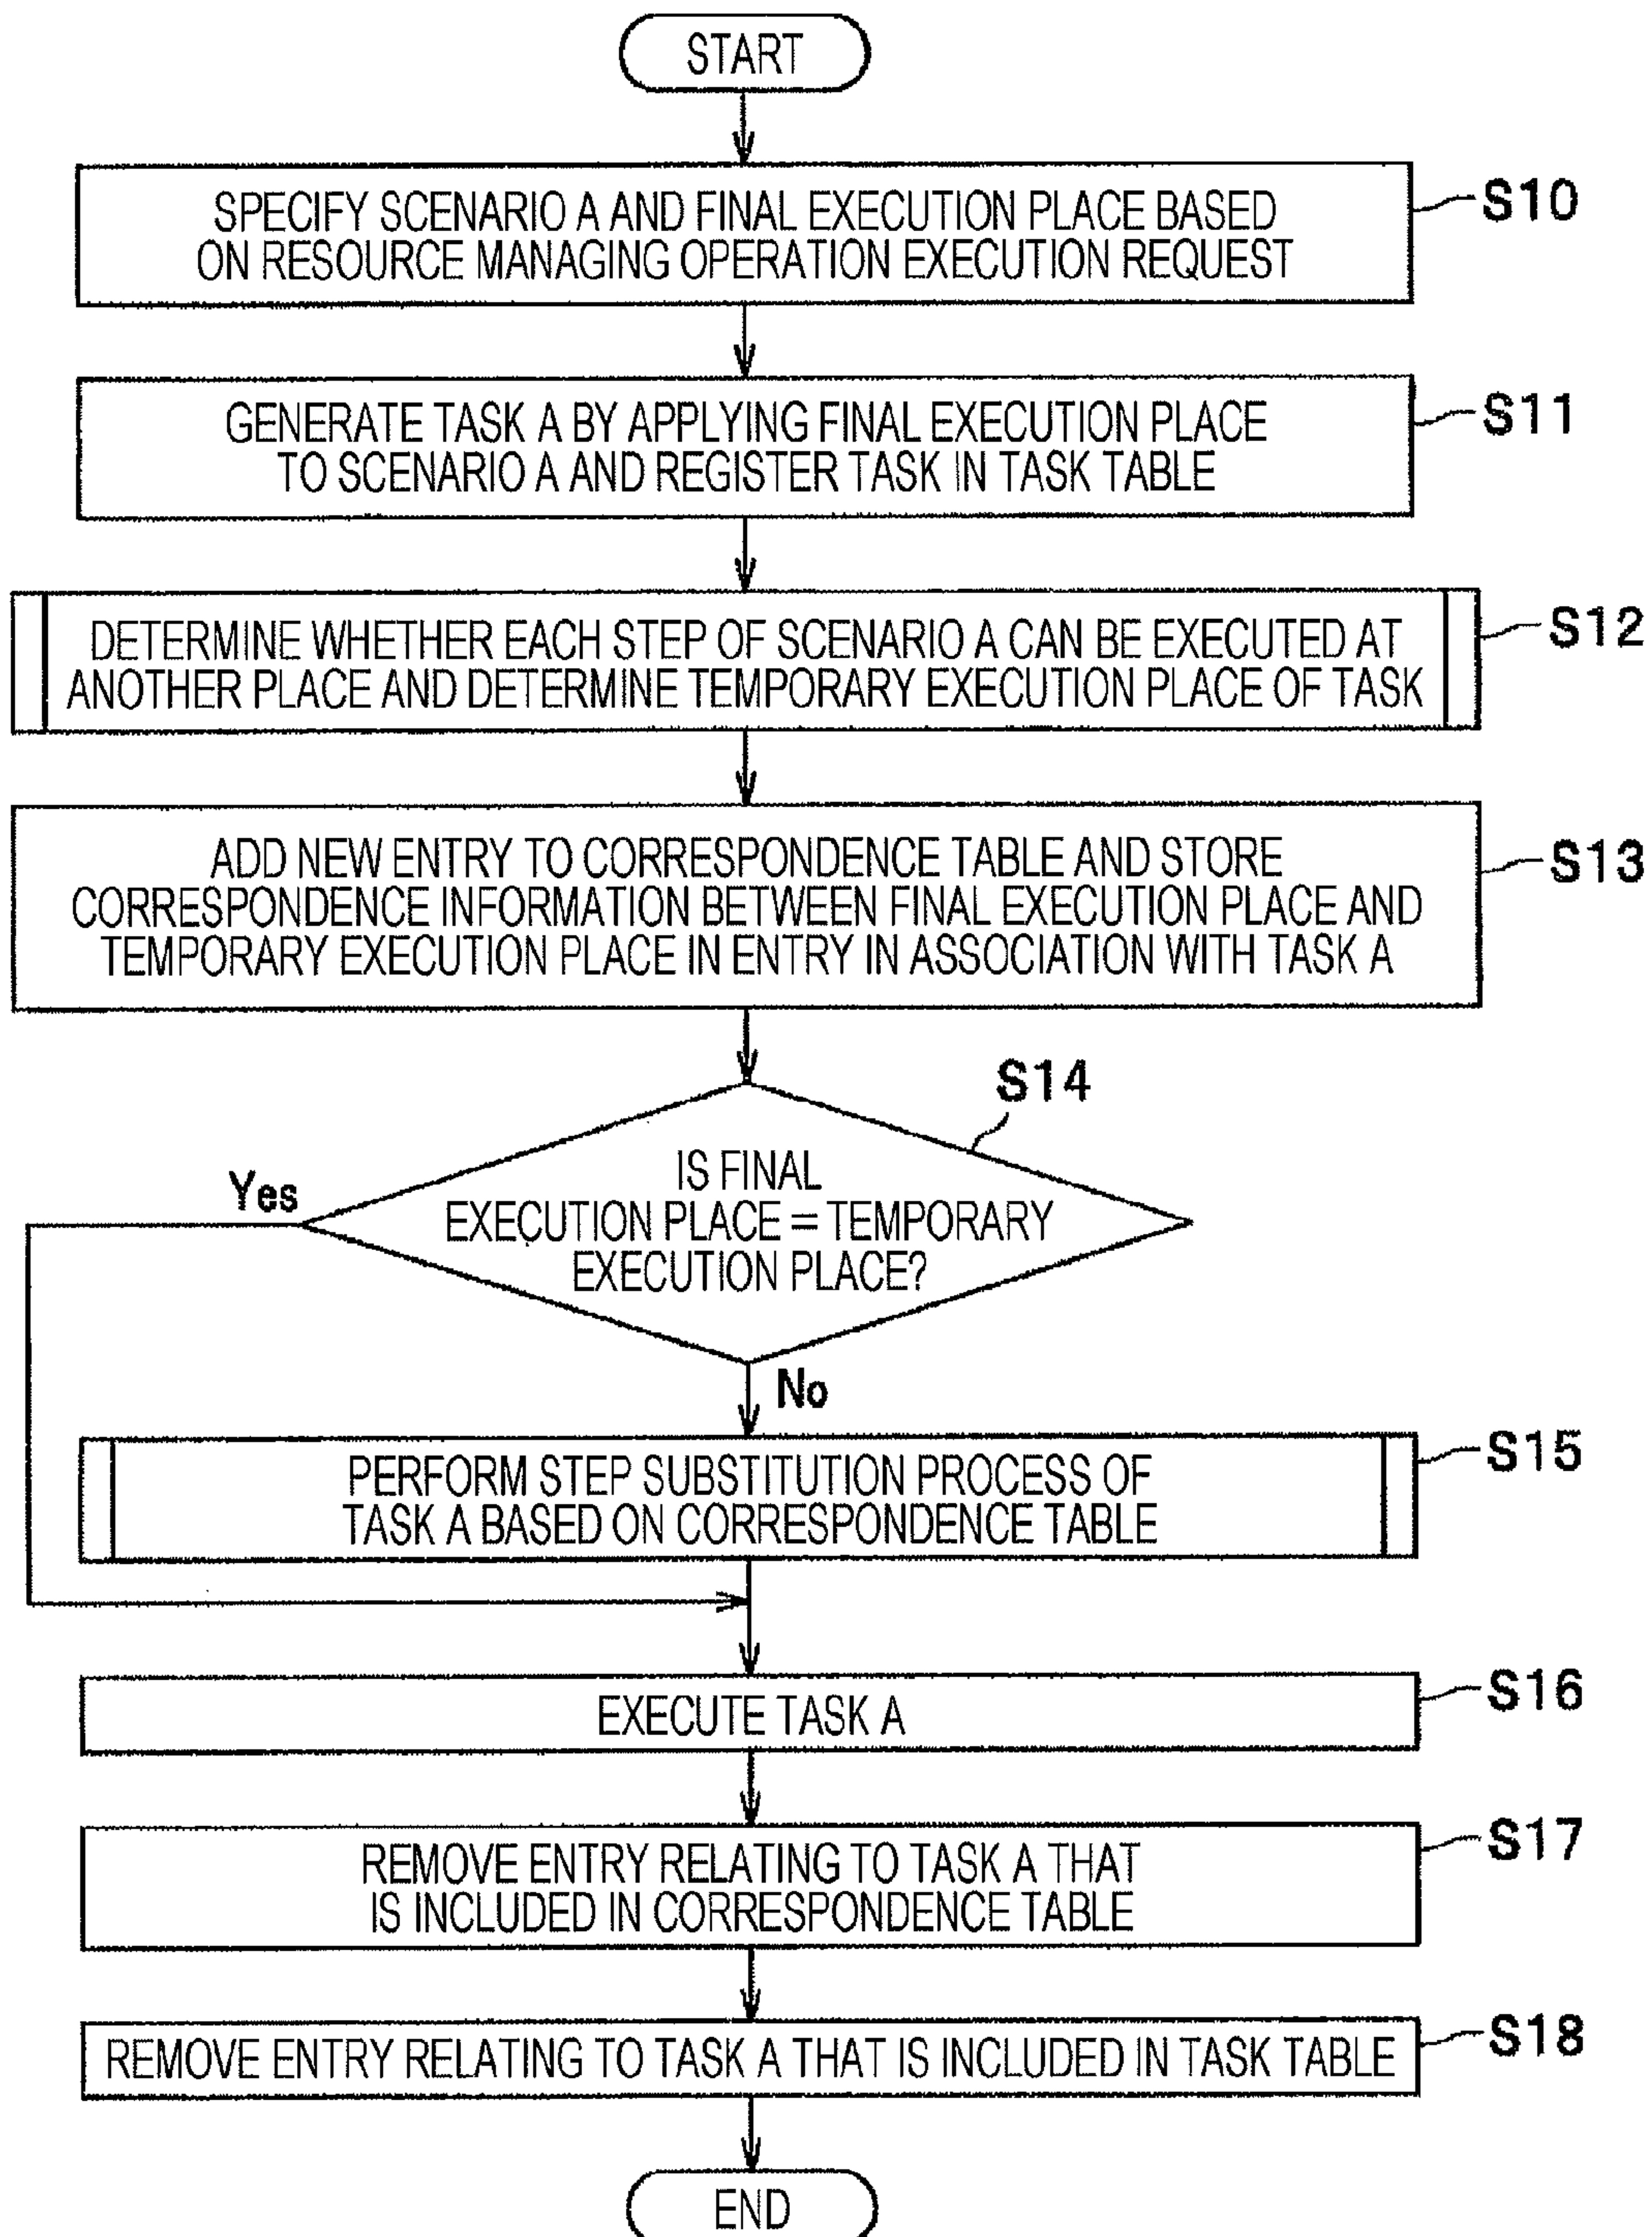 START
SPECIFY SCENARIO A AND FINAL EXECUTION PLACE BASED
ON RESOURCE MANAGING OPERATION EXECUTION REQUEST
S10
GENERATE TASK A BY APPLYING FINAL EXECUTION PLACE
TO SCENARIO A AND REGISTER TASK IN TASK TABLE
S11
DETERMINE WHETHER EACH STEP OF SCENARIO A CAN BE EXECUTED AT
ANOTHER PLACE AND DETERMINE TEMPORARY EXECUTION PLACE OF TASK
S12
ADD NEW ENTRY TO CORRESPONDENCE TABLE AND STORE
CORRESPONDENCE INFORMATION BETWEEN FINAL EXECUTION PLACE AND
TEMPORARY EXECUTION PLACE IN ENTRY IN ASSOCIATION WITH TASK A
S13
S14
IS FINAL
EXECUTION PLACE = TEMPORARY
EXECUTION PLACE?
Yes
No
PERFORM STEP SUBSTITUTION PROCESS OF
TASK A BASED ON CORRESPONDENCE TABLE
S15
EXECUTE TASK A
S16
REMOVE ENTRY RELATING TO TASK A THAT
IS INCLUDED IN CORRESPONDENCE TABLE
S17
REMOVE ENTRY RELATING TO TASK A THAT IS INCLUDED IN TASK TABLE
S18
END